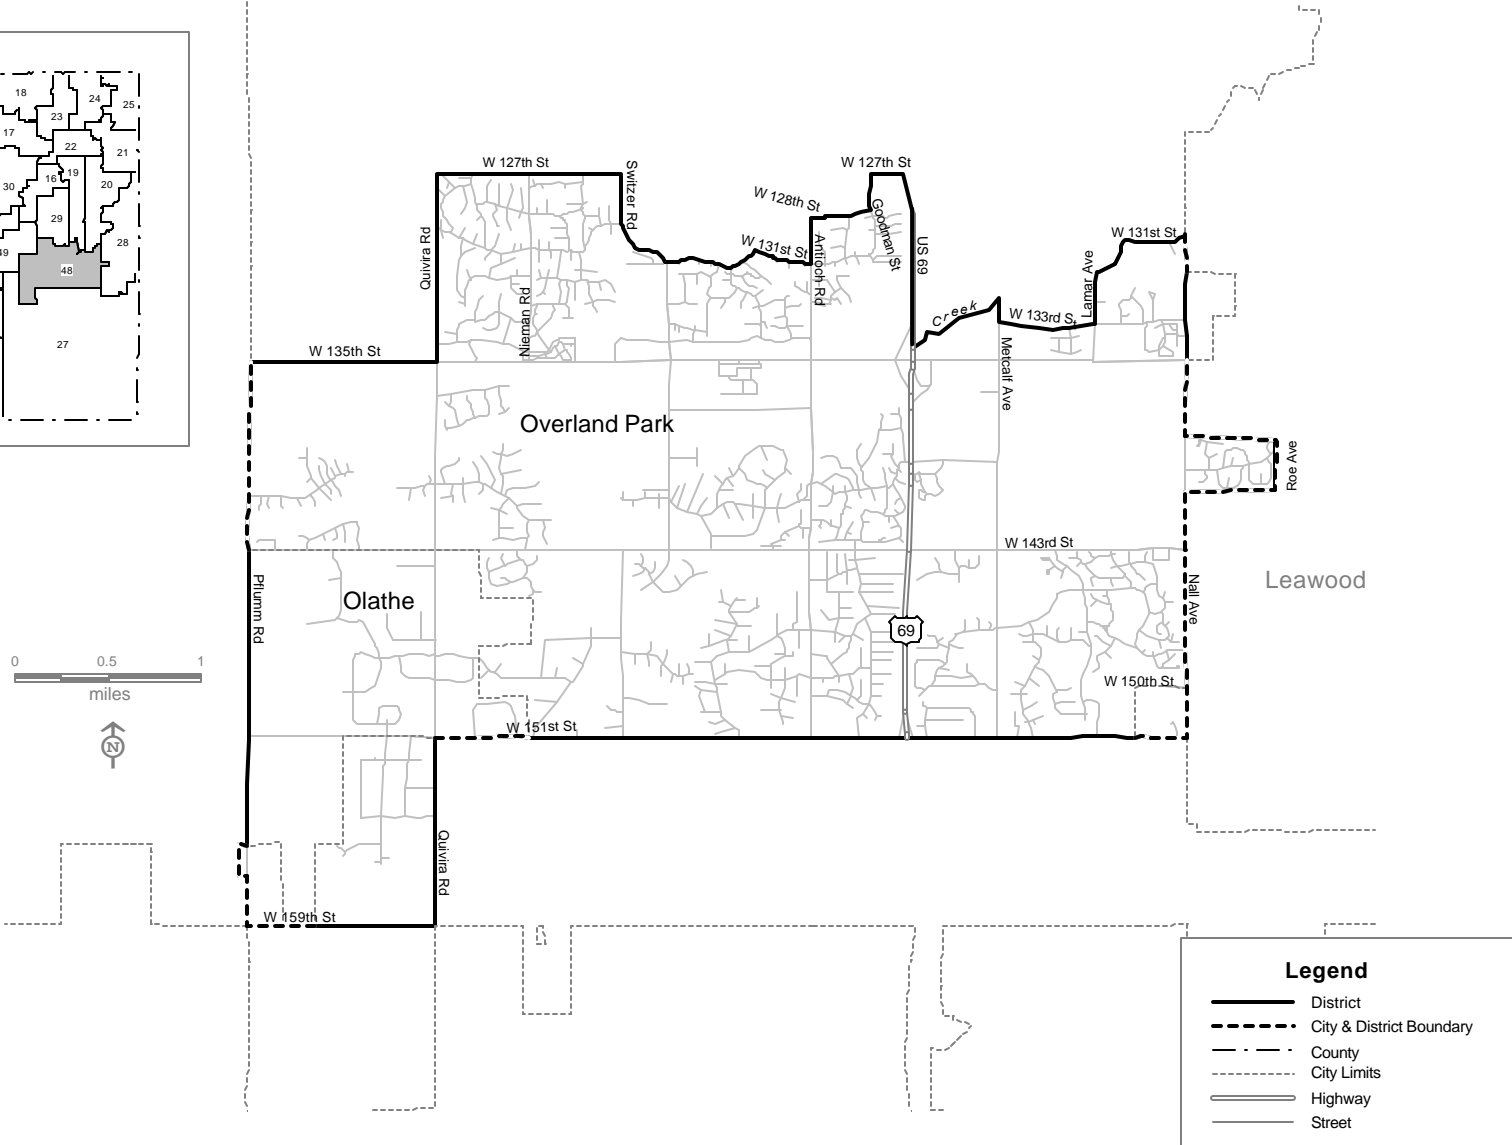 18
24
25
23
17
22
21
30
16
19
20
29
28
49
48
27
W 127th St
W 127th St
Switzer Rd
W 128th St
Goodman St
Quivira Rd
W 131st St
Antioch Rd
US 69
W 131st St
Lamar Ave
Nieman Rd
Creek
W 133rd St
W 135th St
Metcalf Ave
Overland Park
Roe Ave
W 143rd St
Pflumm Rd
Olathe
Nall Ave
Leawood
69
0 0.5 1
miles
W 150th St
W 151st St
N
Quivira Rd
W 159th St
Legend
District
City & District Boundary
County
City Limits
Highway
Street